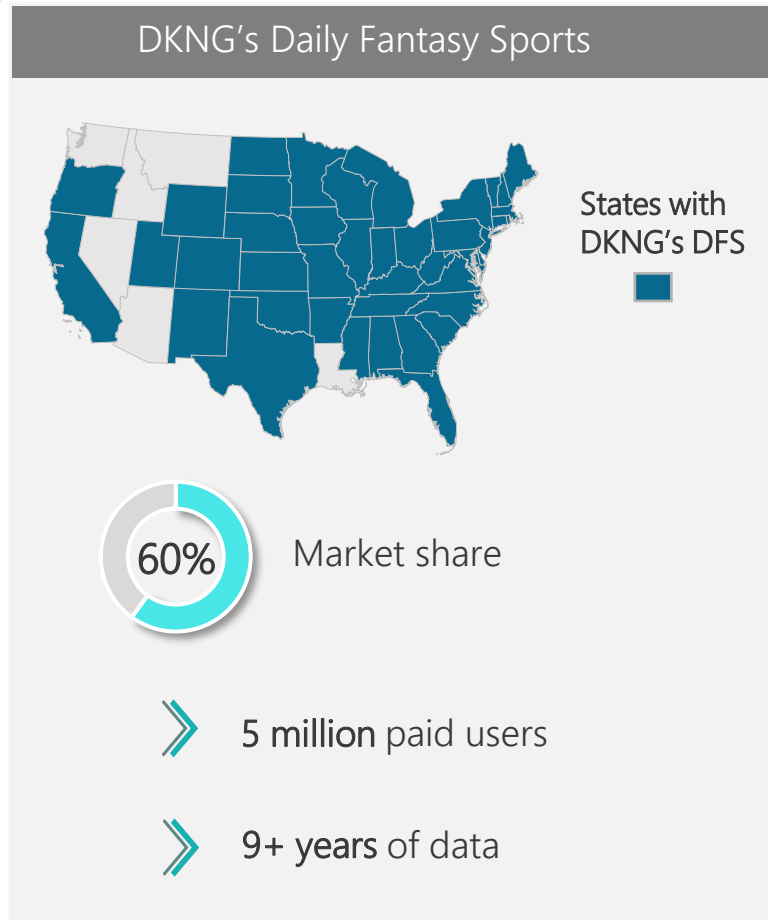 DKNG’s Daily Fantasy Sports
States with
DKNG’s DFS
60%
Market share
5 million paid users
9+ years of data